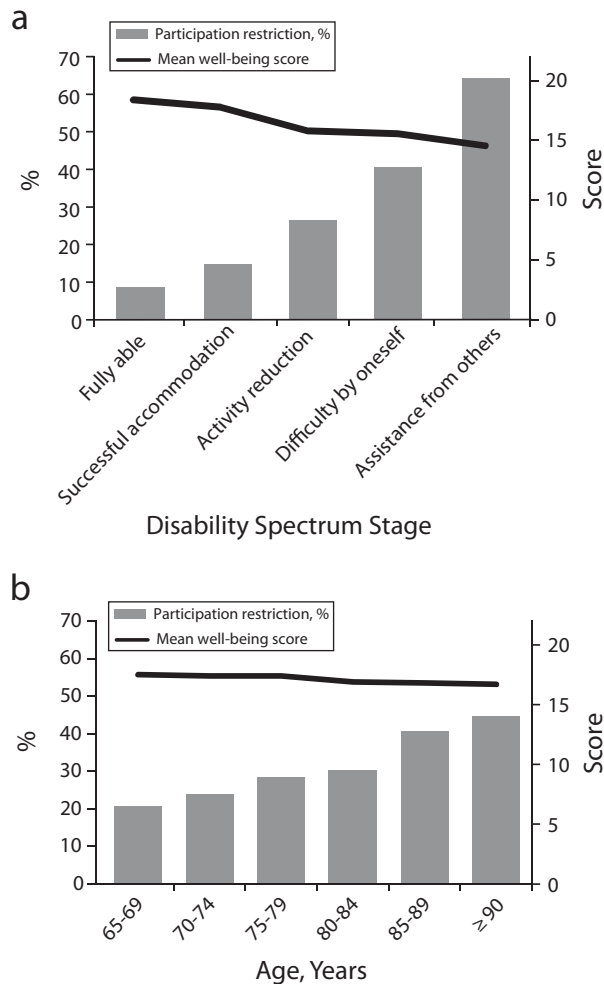 a
Participation restriction, %
Mean well-being score
70
60
50
40
30
20
10
0
%
20
15
10
5
0
Score
Fully able
Successful accommodation
Activity reduction
Difficulty by oneself
Assistance from others
Disability Spectrum Stage
b
Participation restriction, %
Mean well-being score
70
60
50
40
30
20
10
0
%
20
15
10
5
0
Score
65-69
70-74
75-79
80-84
85-89
≥90
Age, Years